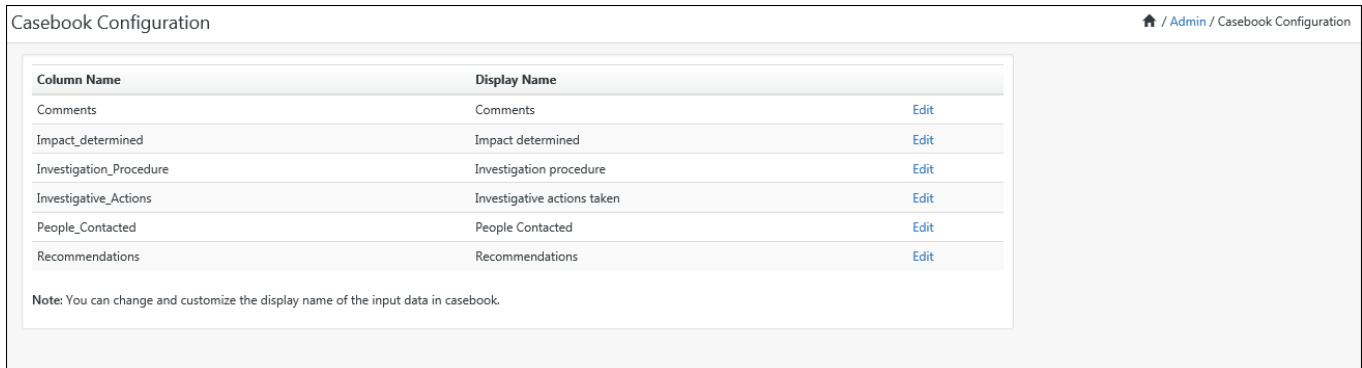 Casebook Configuration / Admin / Casebook Configuration
Column Name Display Name
Comments Comments Edit
Impact_determined Impact determined Edit
Investigation_Procedure Investigation procedure Edit
Investigative_Actions Investigative actions taken Edit
People_Contacted People Contacted Edit
Recommendations Recommendations Edit
Note: You can change and customize the display name of the input data in casebook.